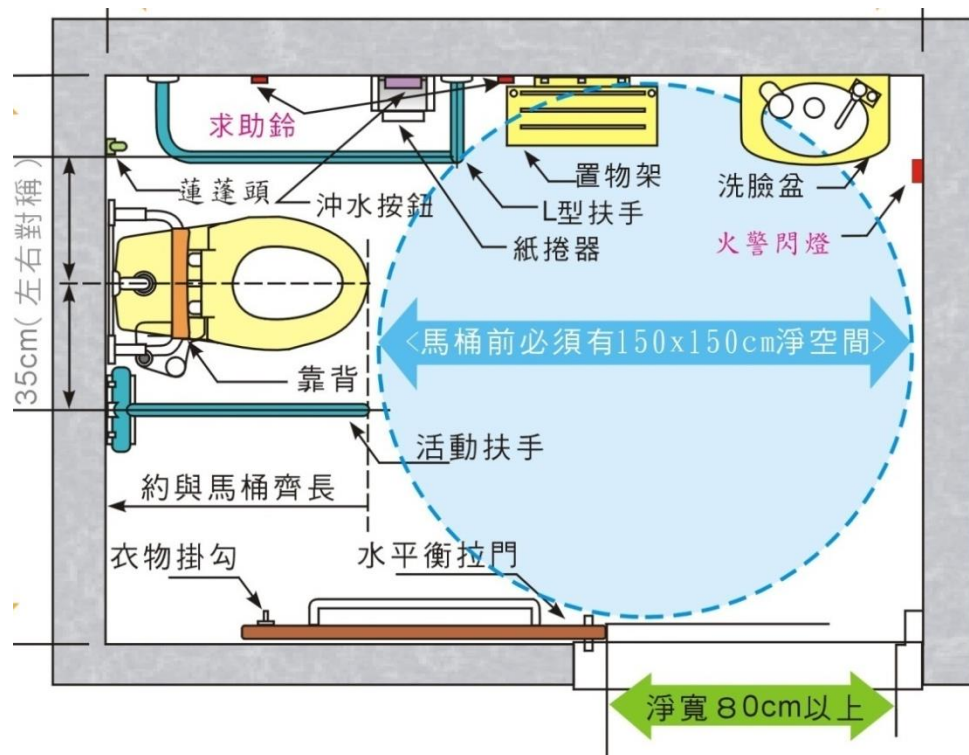 求助鈴
蓮蓬頭
沖水按鈕
紙捲器
L型扶手
置物架
洗臉盆
火警閃燈
35cm(左右對稱)
<馬桶前必須有150x150cm淨空間>
靠背
活動扶手
約與馬桶齊長
衣物掛勾
水平衡拉門
淨寬80cm以上